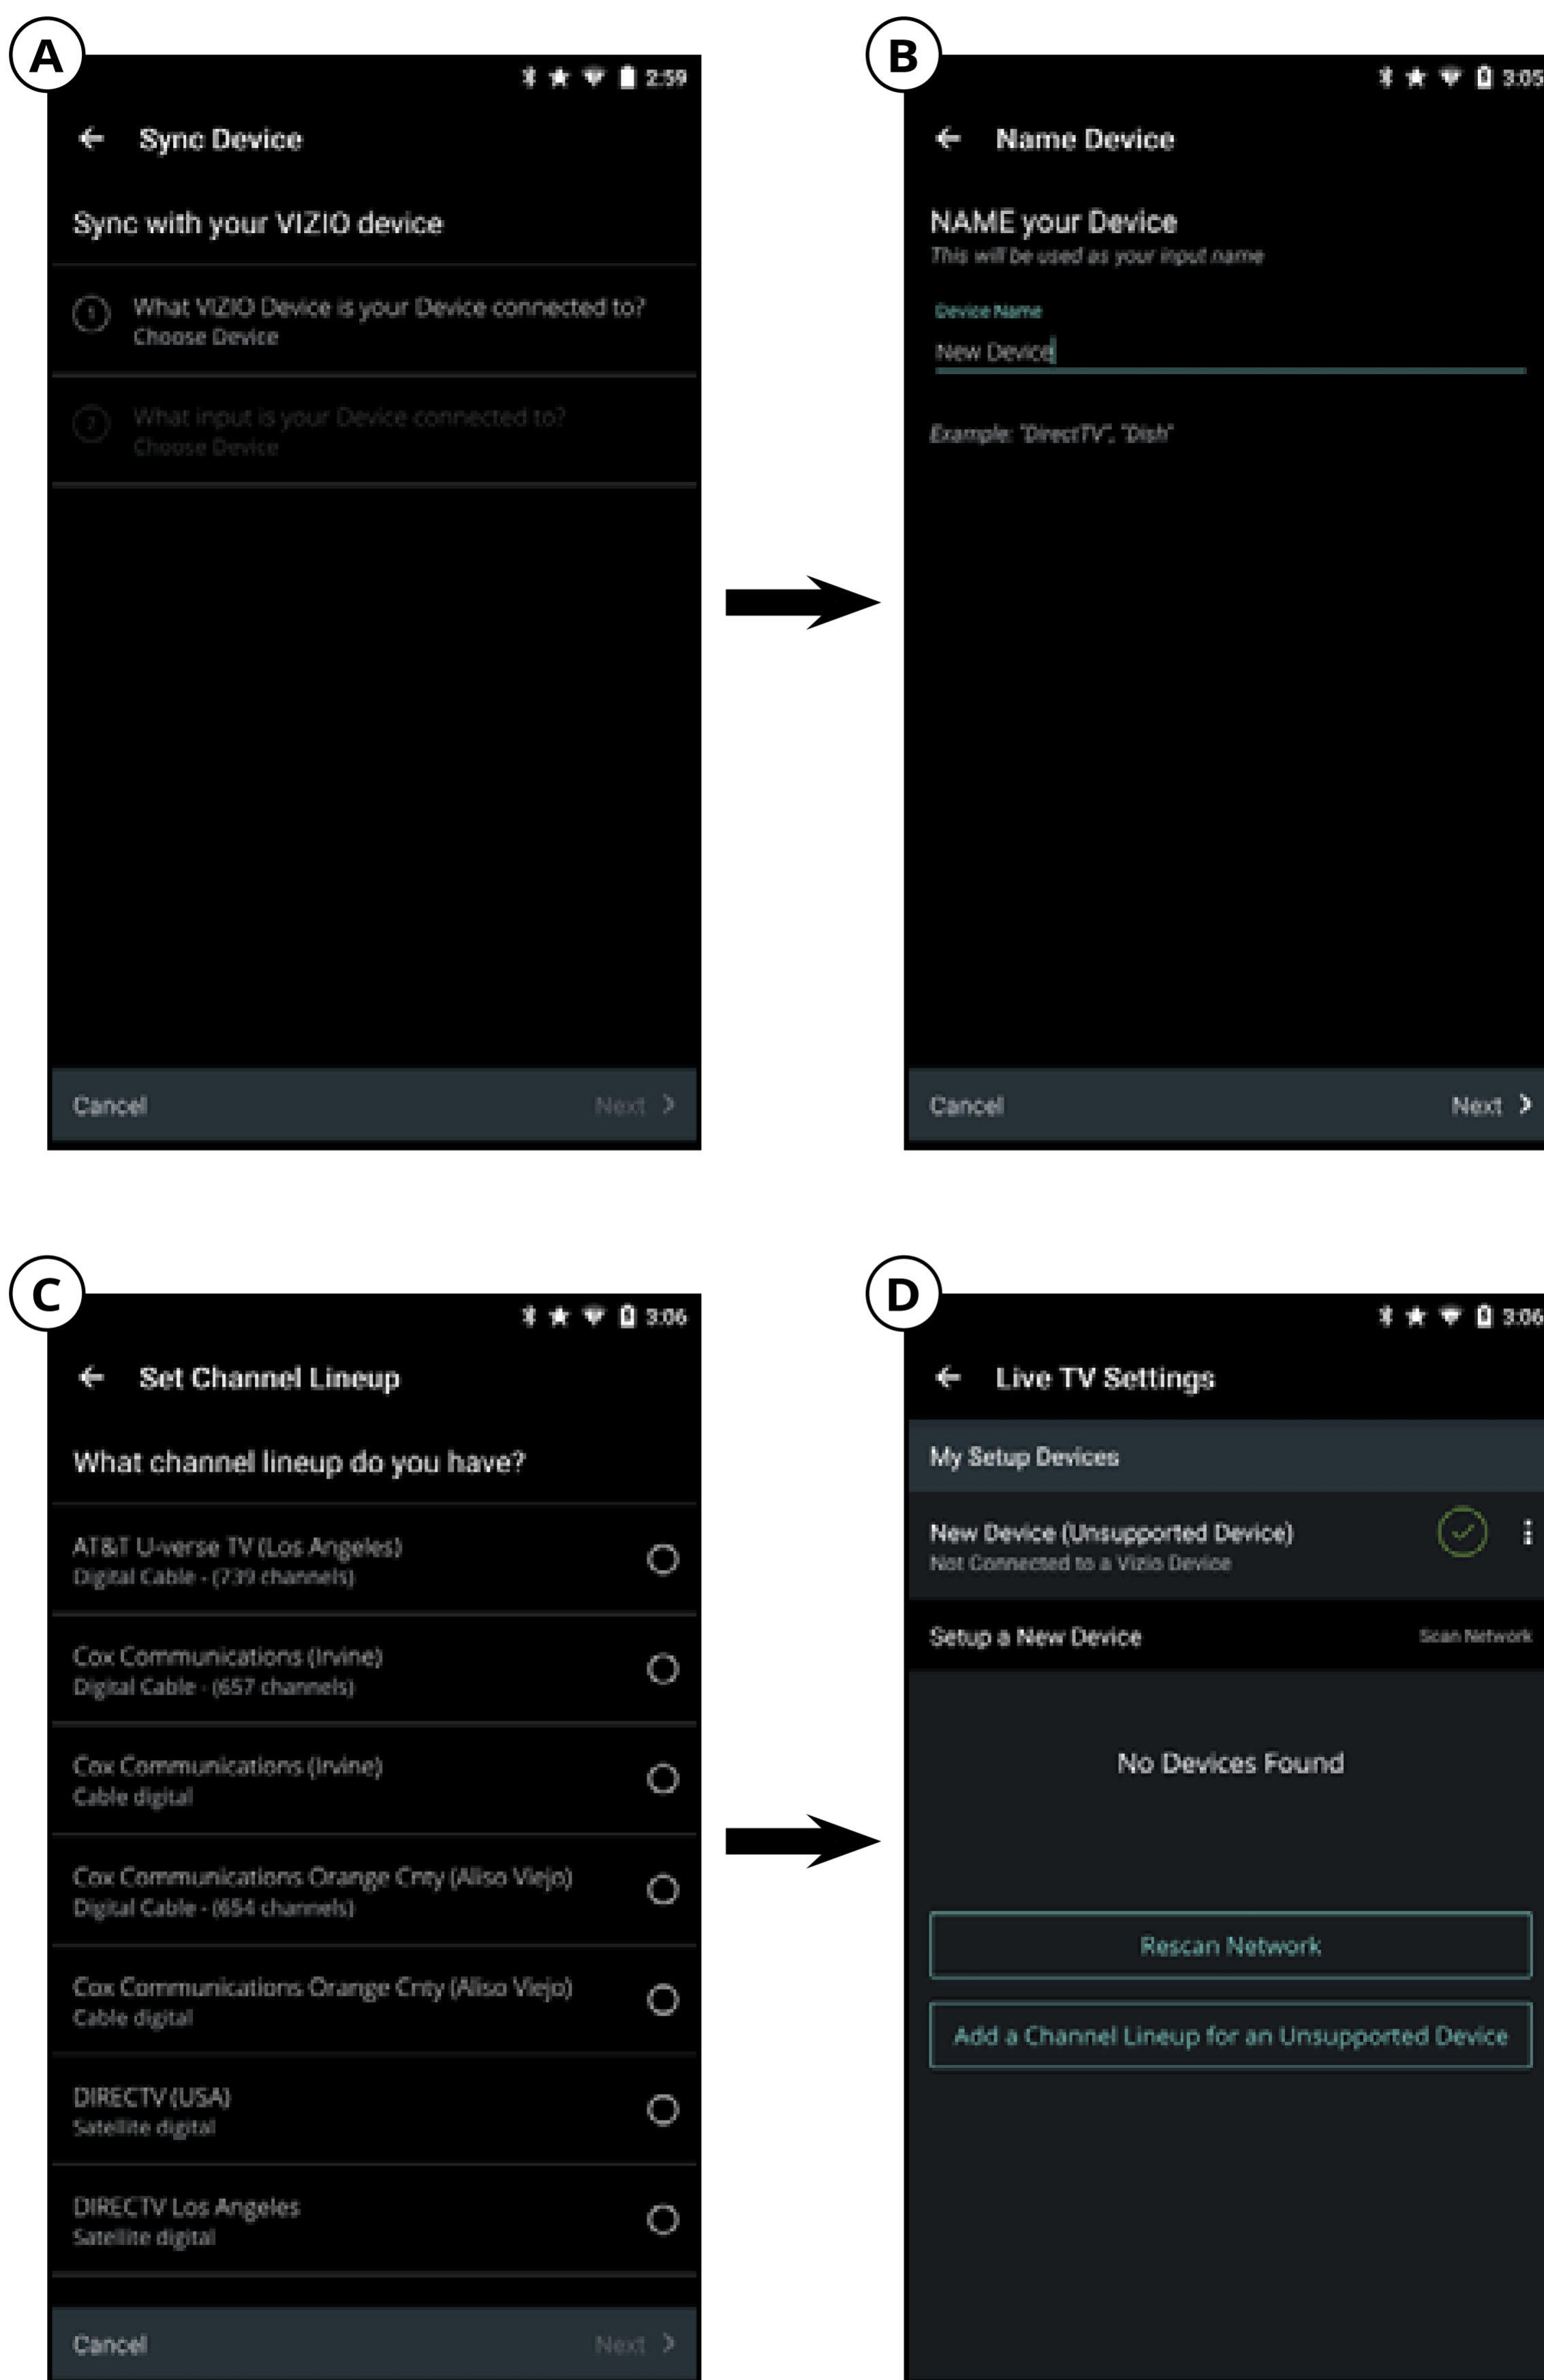 A
2:59
Sync Device
Sync with your VIZIO device
1 What VIZIO Device is your Device connected to?
Choose Device
2 What input is your Device connected to?
Choose Device
Cancel Next
B
3:05
Name Device
NAME your Device
This will be used as your input name
Device Name
New Device
Example: "DirectTV", "Dish"
Cancel Next
C
3:06
Set Channel Lineup
What channel lineup do you have?
AT&T U-verse TV (Los Angeles)
Digital Cable - (739 channels)
Cox Communications (Irvine)
Digital Cable - (657 channels)
Cox Communications (Irvine)
Cable digital
Cox Communications Orange Cnty (Aliso Viejo)
Digital Cable - (654 channels)
Cox Communications Orange Cnty (Aliso Viejo)
Cable digital
DIRECTV (USA)
Satellite digital
DIRECTV Los Angeles
Satellite digital
Cancel Next
D
3:06
Live TV Settings
My Setup Devices
New Device (Unsupported Device)
Not Connected to a Vizio Device
Setup a New Device Scan Network
No Devices Found
Rescan Network
Add a Channel Lineup for an Unsupported Device